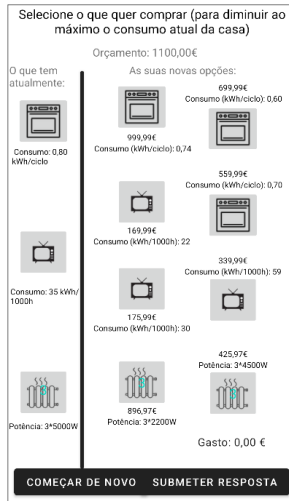 Selecione o que quer comprar (para diminuir ao
máximo o consumo atual da casa)
Orçamento: 1100,00€
O que tem
atualmente:
As suas novas opções:
Consumo: 0,80
kWh/ciclo
999,99€
Consumo (kWh/ciclo): 0,74
699,99€
Consumo (kWh/ciclo): 0,60
559,99€
Consumo (kWh/ciclo): 0,70
Consumo: 35 kWh/
1000h
169,99€
Consumo (kWh/1000h): 22
339,99€
Consumo (kWh/1000h): 59
175,99€
Consumo (kWh/1000h): 30
Potência: 3*5000W
896,97€
Potência: 3*2200W
425,97€
Potência: 3*4500W
Gasto: 0,00 €
COMEÇAR DE NOVO
SUBMETER RESPOSTA